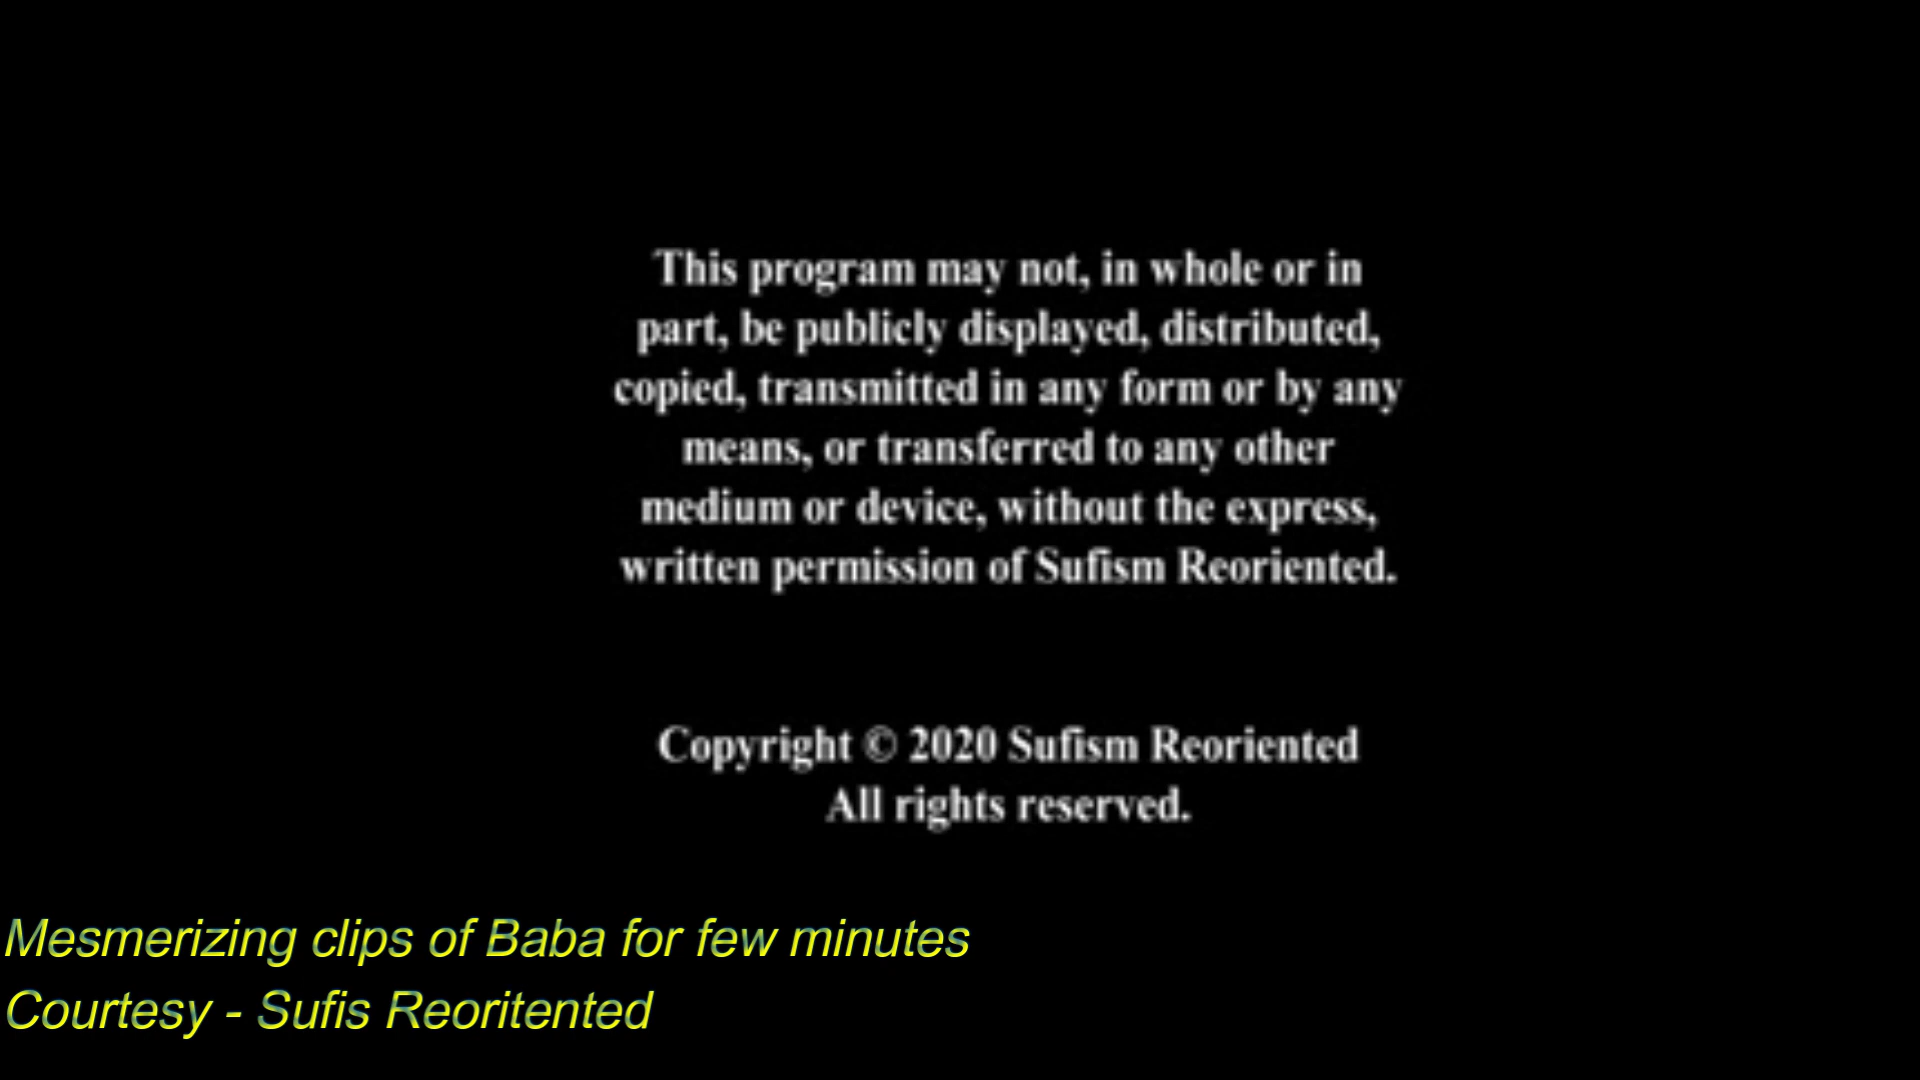 This program may not, in whole or in
part, be publicly displayed, distributed,
copied, transmitted in any form or by any
means, or transferred to any other
medium or device, without the express,
written permission of Sufism Reoriented.
Copyright © 2020 Sufism Reoriented
All rights reserved.
Mesmerizing clips of Baba for few minutes
Courtesy - Sufis Reoritented